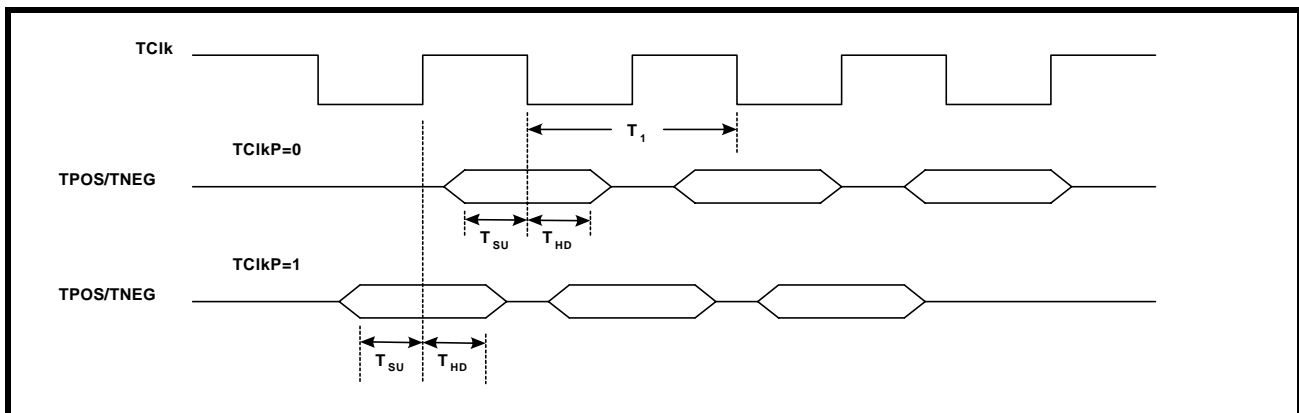 TClk
T1
TClkP=0
TPOS/TNEG
TSU THD
TClkP=1
TPOS/TNEG
TSU THD